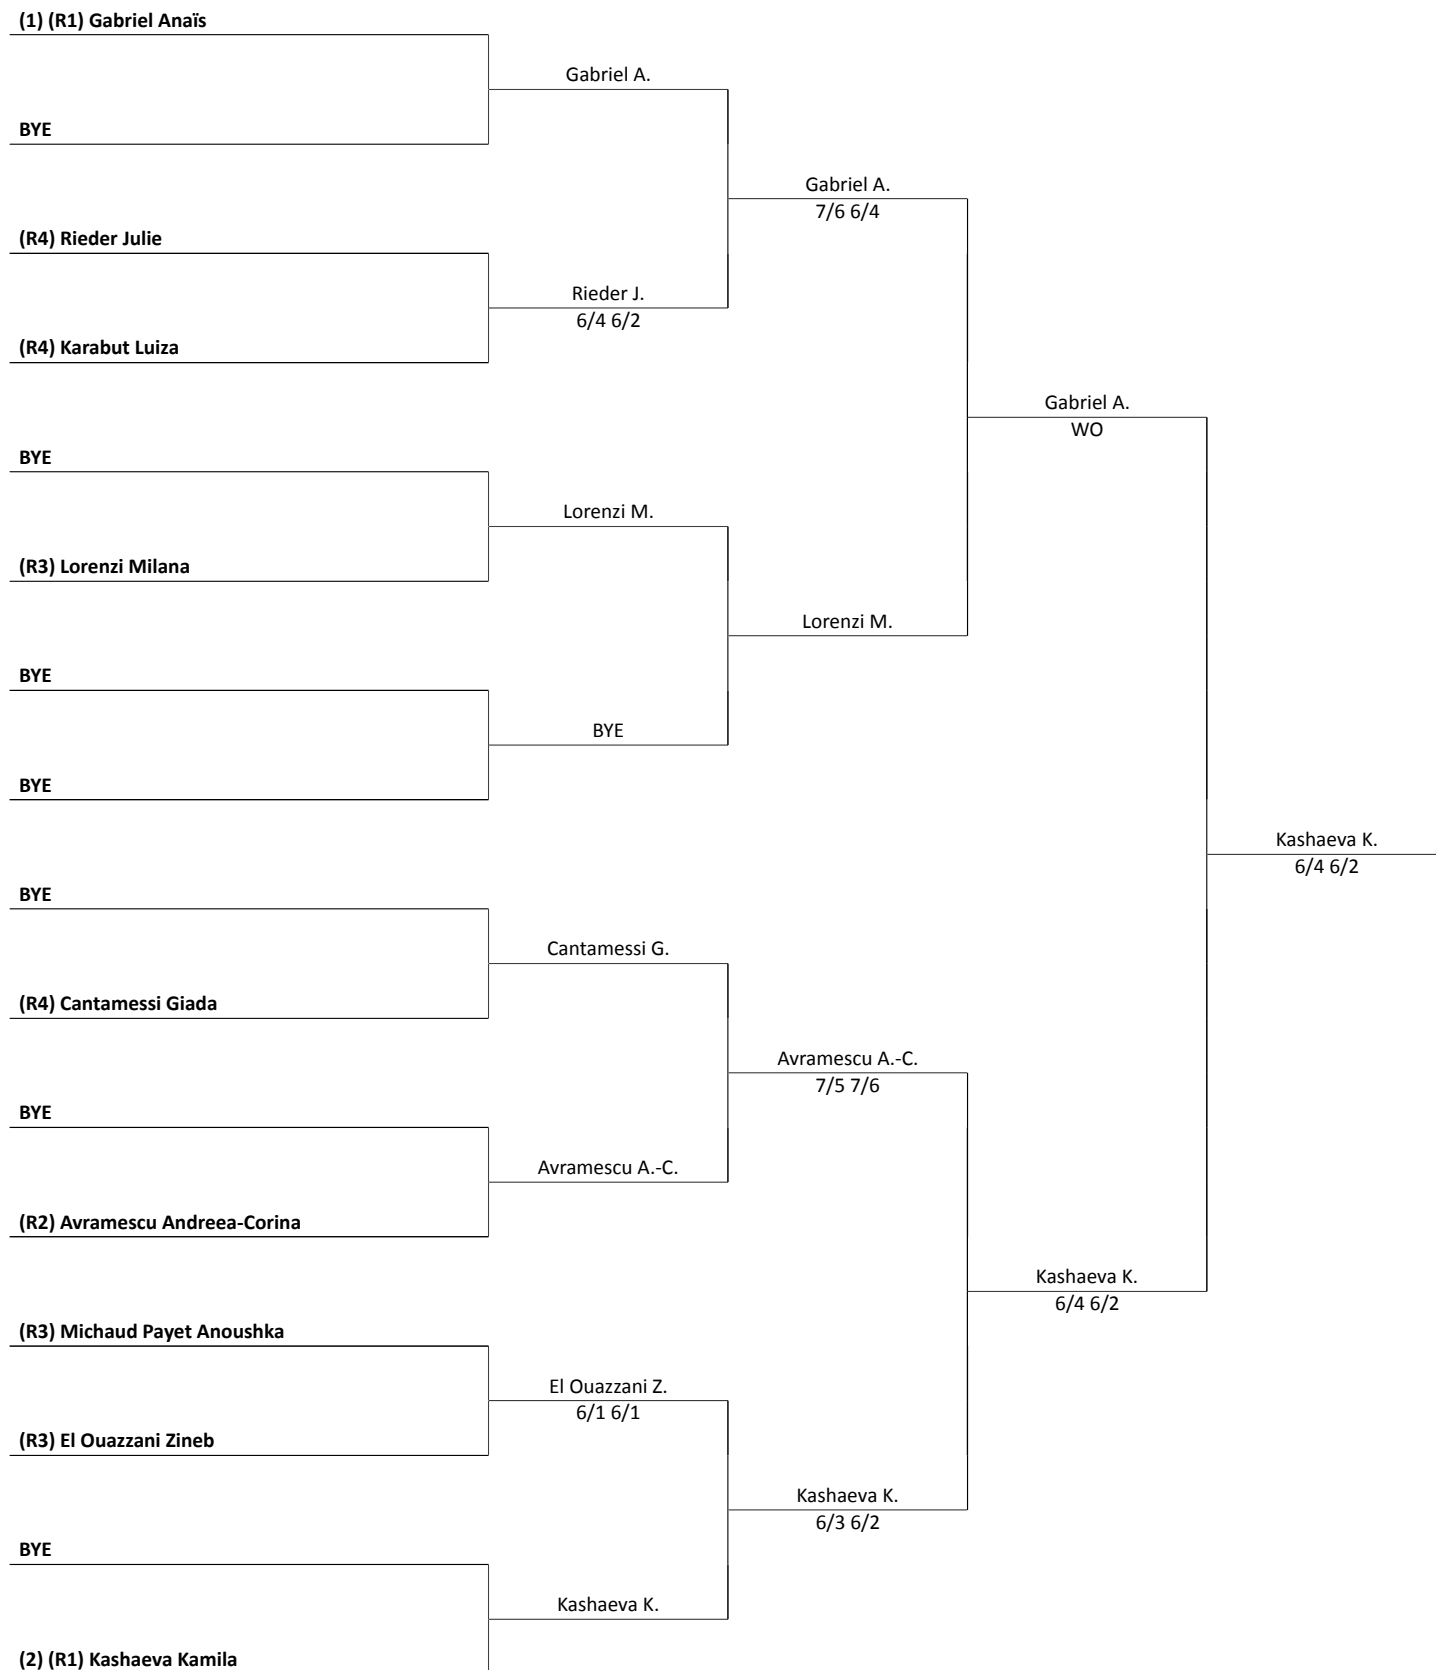 (1) (R1) Gabriel Anaïs
Gabriel A.
BYE
Gabriel A.
7/6 6/4
(R4) Rieder Julie
Rieder J.
6/4 6/2
(R4) Karabut Luiza
Gabriel A.
WO
BYE
Lorenzi M.
(R3) Lorenzi Milana
Lorenzi M.
BYE
BYE
BYE
Kashaeva K.
6/4 6/2
BYE
Cantamessi G.
(R4) Cantamessi Giada
Avramescu A.-C.
7/5 7/6
BYE
Avramescu A.-C.
(R2) Avramescu Andreea-Corina
Kashaeva K.
6/4 6/2
(R3) Michaud Payet Anoushka
El Ouazzani Z.
6/1 6/1
(R3) El Ouazzani Zineb
Kashaeva K.
6/3 6/2
BYE
Kashaeva K.
(2) (R1) Kashaeva Kamila